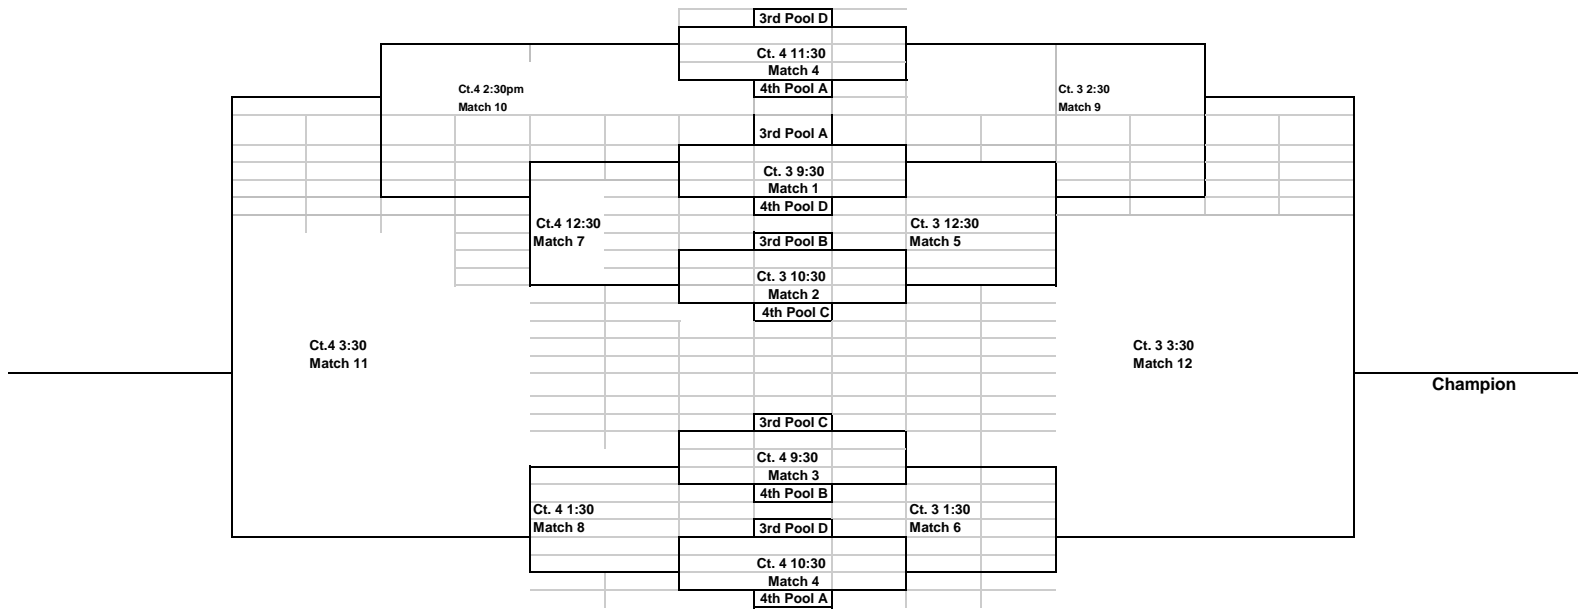 3rd Pool D
Ct. 4 11:30
Match 4
4th Pool A
Ct.4 2:30pm
Match 10
Ct. 3 2:30
Match 9
3rd Pool A
Ct. 3 9:30
Match 1
4th Pool D
Ct.4 12:30
Match 7
Ct. 3 12:30
Match 5
3rd Pool B
Ct. 3 10:30
Match 2
4th Pool C
Ct.4 3:30
Match 11
Ct. 3 3:30
Match 12
Champion
3rd Pool C
Ct. 4 9:30
Match 3
4th Pool B
Ct. 4 1:30
Match 8
Ct. 3 1:30
Match 6
3rd Pool D
Ct. 4 10:30
Match 4
4th Pool A